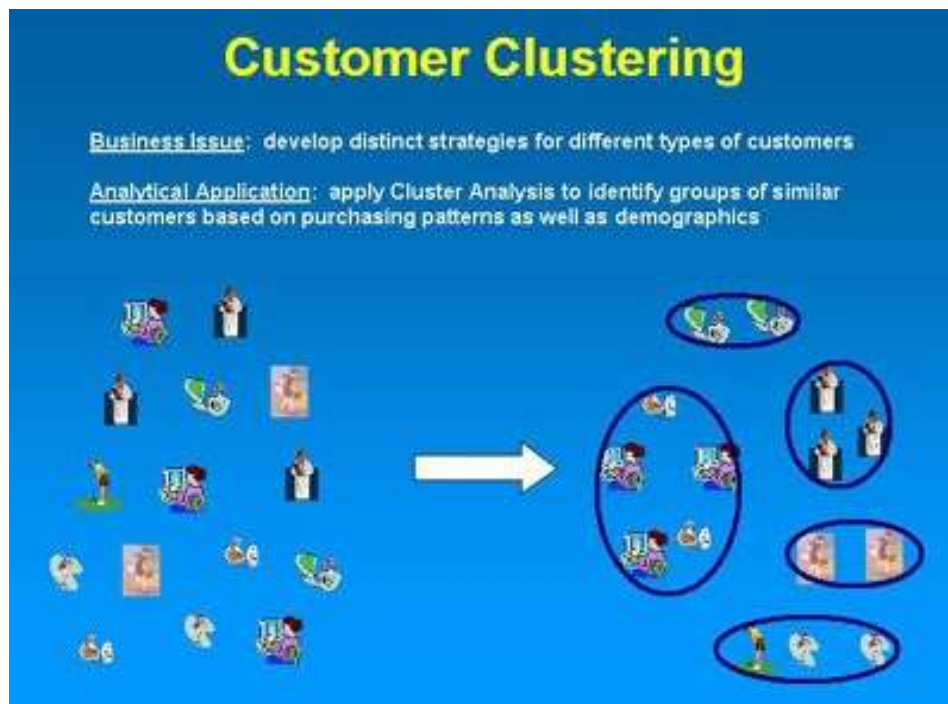 Customer Clustering
Business Issue: develop distinct strategies for different types of customers
Analytical Application: apply Cluster Analysis to identify groups of similar
customers based on purchasing patterns as well as demographics